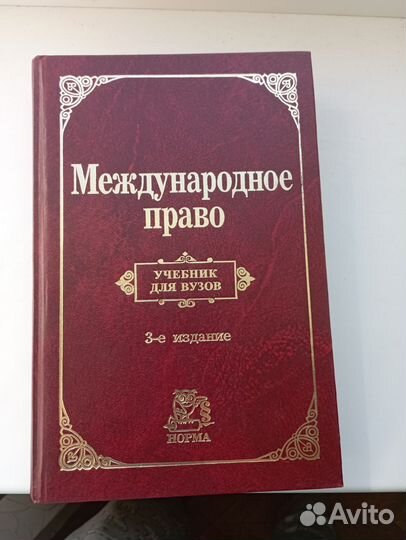 Международное
право
УЧЕБНИК
ДЛЯ ВУЗОВ
3-е издание
НОРМА
Avito